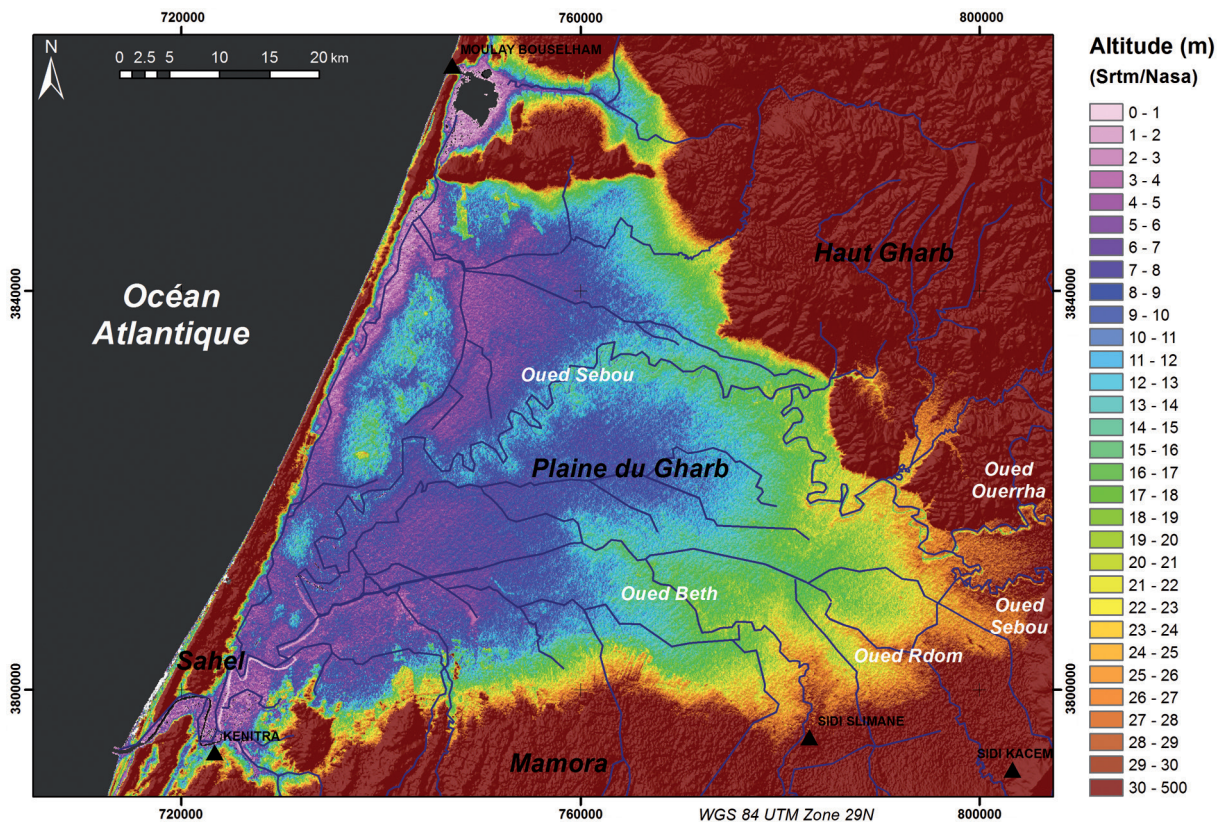 720000
760000
800000
N
0 2.5 5 10 15 20 km
MOULAY BOUSELHAM
Haut Gharb
3840000
3840000
Océan
Atlantique
Oued Sebou
Plaine du Gharb
Oued
Ouerrha
Oued Beth
Oued
Sebou
Oued Rdom
Sahel
3800000
3800000
SIDI SLIMANE
KENITRA
Mamora
SIDI KACEM
WGS 84 UTM Zone 29N
720000
760000
800000
Altitude (m)
(Srtm/Nasa)
0 - 1
1 - 2
2 - 3
3 - 4
4 - 5
5 - 6
6 - 7
7 - 8
8 - 9
9 - 10
10 - 11
11 - 12
12 - 13
13 - 14
14 - 15
15 - 16
16 - 17
17 - 18
18 - 19
19 - 20
20 - 21
21 - 22
22 - 23
23 - 24
24 - 25
25 - 26
26 - 27
27 - 28
28 - 29
29 - 30
30 - 500